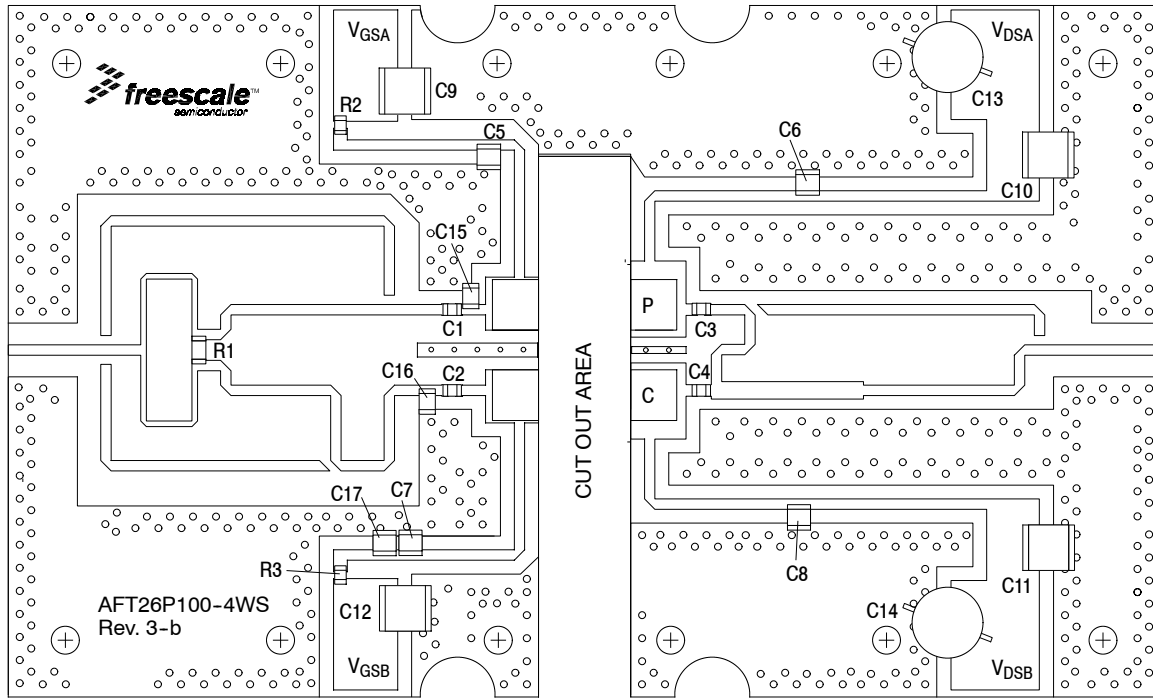 VGSA
VDSA
freescale™
semiconductor
C9
C13
R2
C5
C6
C10
C15
P
C1
C3
R1
CUT OUT AREA
C16
C2
C4
C
C17
C7
R3
C8
C11
AFT26P100-4WS
Rev. 3-b
C12
C14
VGSB
VDSB